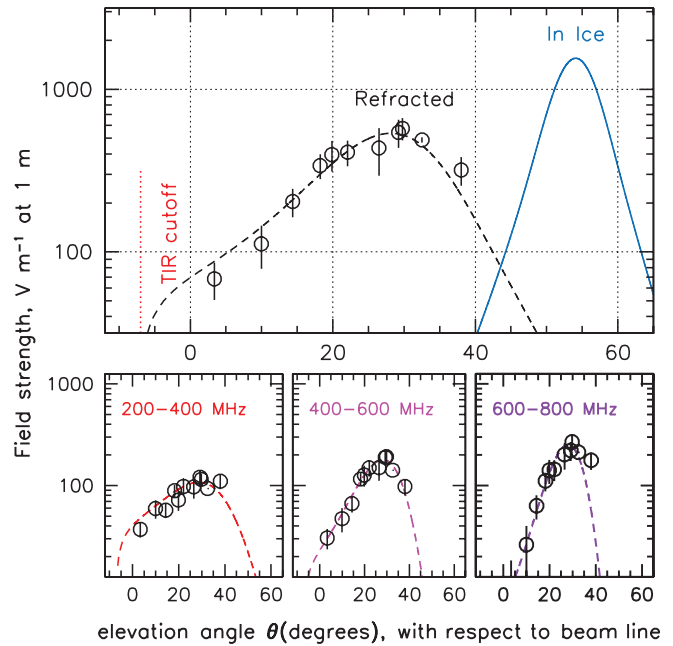 In Ice
Refracted
1000
100
TIR cutoff
0 20 40 60
Field strength, V m⁻¹ at 1 m
1000
100
200–400 MHz
400–600 MHz
600–800 MHz
0 20 40 60 0 20 40 60 0 20 40 60
elevation angle θ(degrees), with respect to beam line